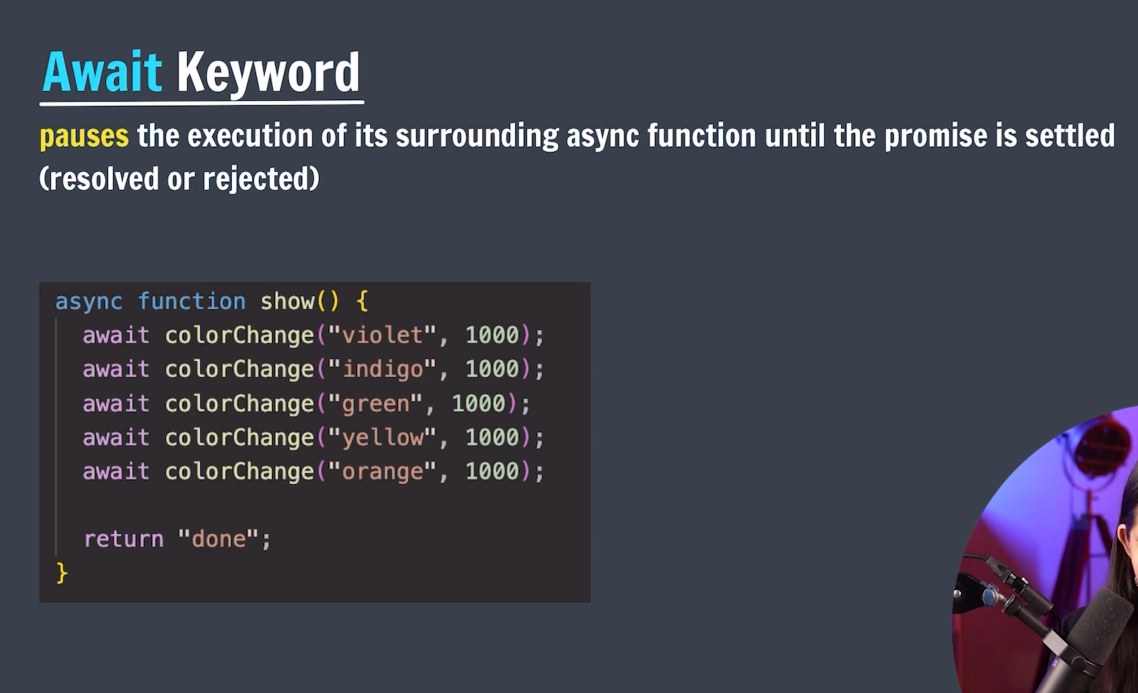 Await Keyword
pauses the execution of its surrounding async function until the promise is settled
(resolved or rejected)
async function show() {
await colorChange("violet", 1000);
await colorChange("indigo", 1000);
await colorChange("green", 1000);
await colorChange("yellow", 1000);
await colorChange("orange", 1000);
return "done";
}